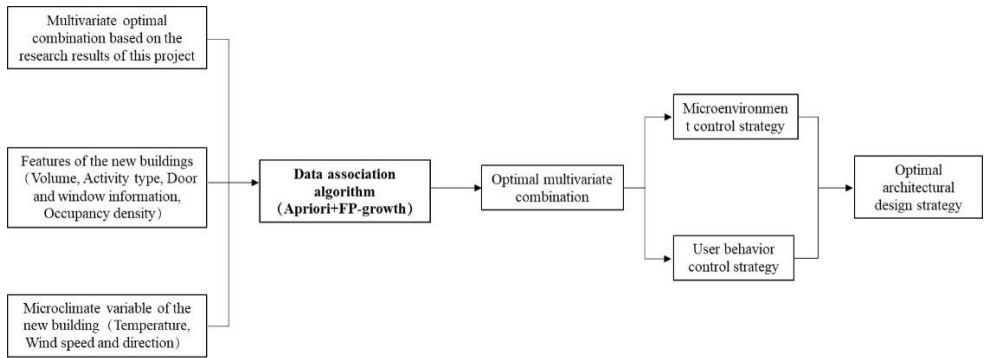 Multivariate optimal
combination based on the
research results of this project
Features of the new buildings
（Volume, Activity type, Door
and window information,
Occupancy density）
Microclimate variable of the
new building（Temperature,
Wind speed and direction）
Data association
algorithm
（Apriori+FP-growth）
Optimal multivariate
combination
Microenvironmen
t control strategy
User behavior
control strategy
Optimal
architectural
design strategy